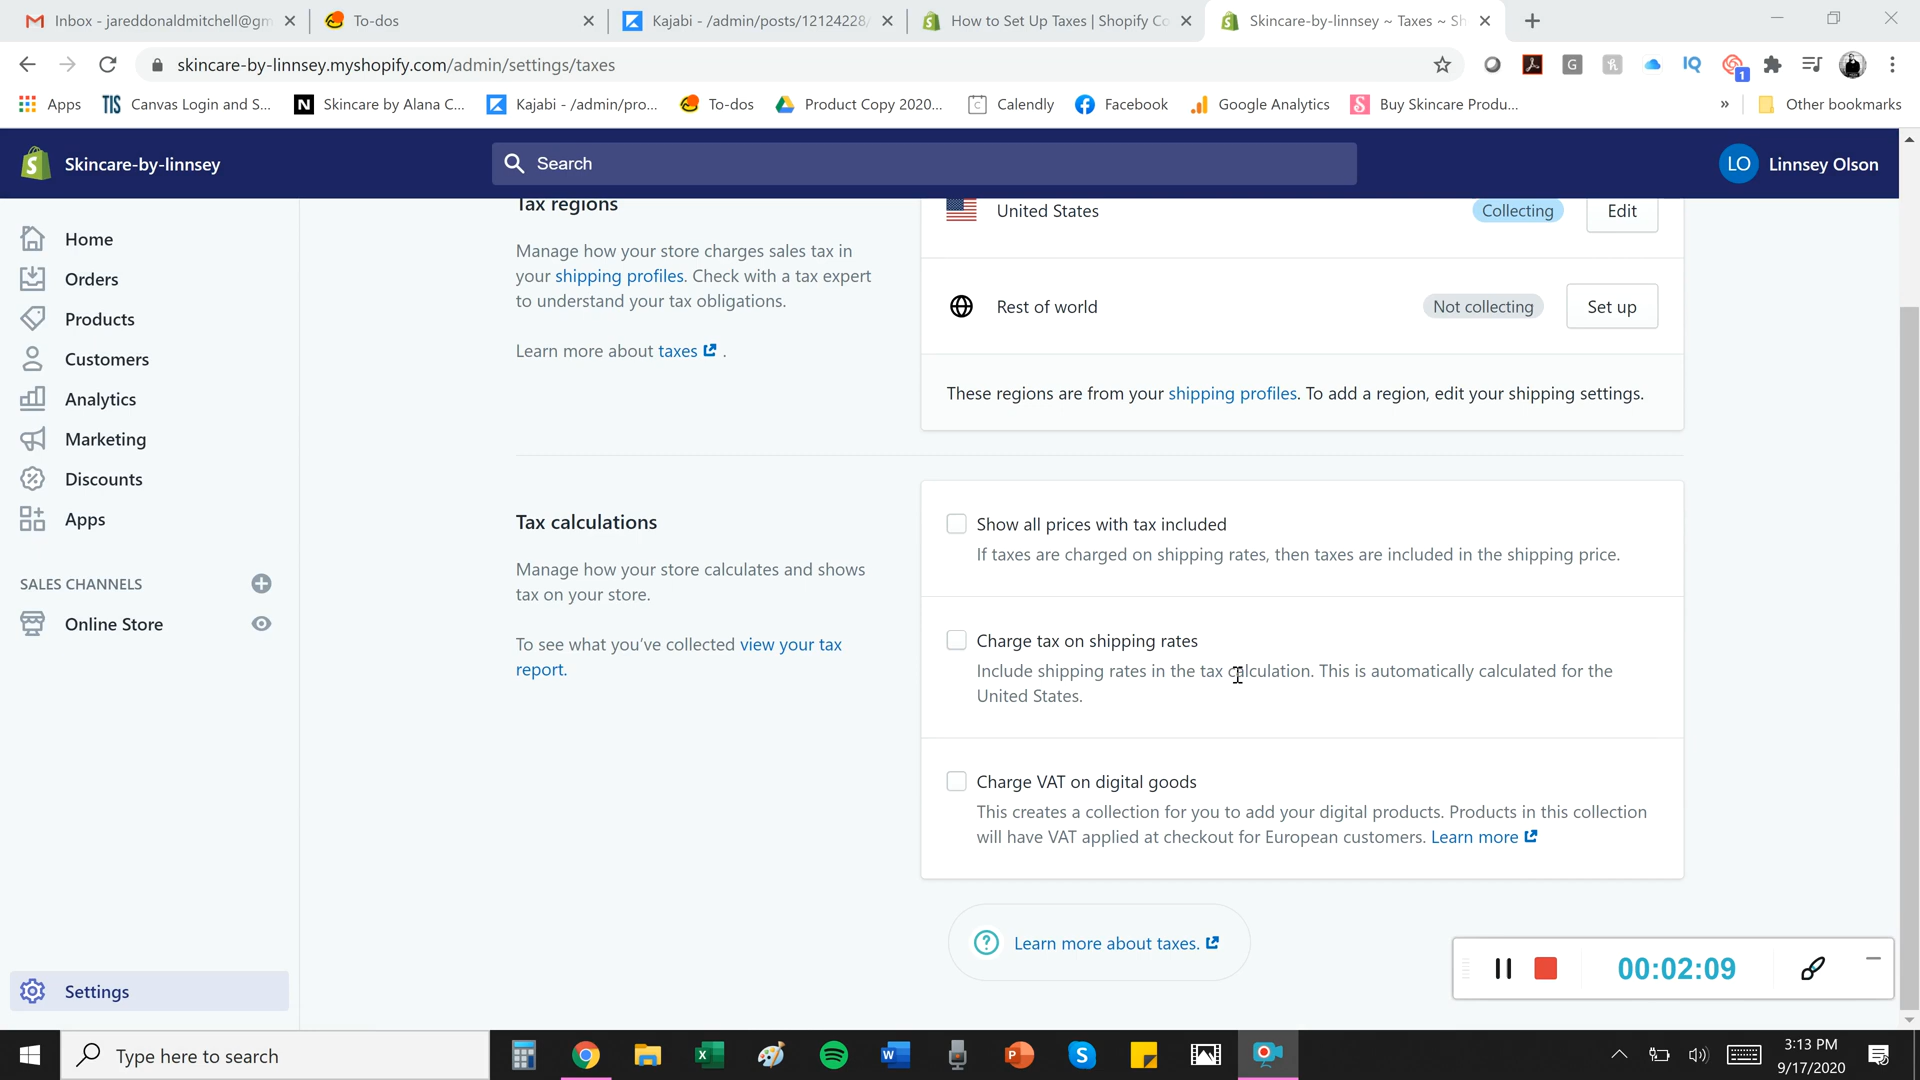 Inbox - jareddonaldmitchell@gm
To-dos
Kajabi - /admin/posts/12124228/
How to Set Up Taxes | Shopify Co
Skincare-by-linnsey ~ Taxes ~ Sh
skincare-by-linnsey.myshopify.com/admin/settings/taxes
G
IQ
1
Apps
TIS Canvas Login and S...
N Skincare by Alana C...
Kajabi - /admin/pro...
To-dos
Product Copy 2020...
Calendly
Facebook
Google Analytics
Buy Skincare Produ...
»
Other bookmarks
Skincare-by-linnsey
Search
LO Linnsey Olson
Home
Orders
Products
Customers
Analytics
Marketing
Discounts
Apps
SALES CHANNELS
Online Store
Settings
Tax regions
Manage how your store charges sales tax in
your shipping profiles. Check with a tax expert
to understand your tax obligations.
Learn more about taxes .
United States Collecting Edit
Rest of world Not collecting Set up
These regions are from your shipping profiles. To add a region, edit your shipping settings.
Tax calculations
Manage how your store calculates and shows
tax on your store.
To see what you've collected view your tax
report.
Show all prices with tax included
If taxes are charged on shipping rates, then taxes are included in the shipping price.
Charge tax on shipping rates
Include shipping rates in the tax calculation. This is automatically calculated for the
United States.
Charge VAT on digital goods
This creates a collection for you to add your digital products. Products in this collection
will have VAT applied at checkout for European customers. Learn more
Learn more about taxes.
00:02:09
Type here to search
3:13 PM
9/17/2020